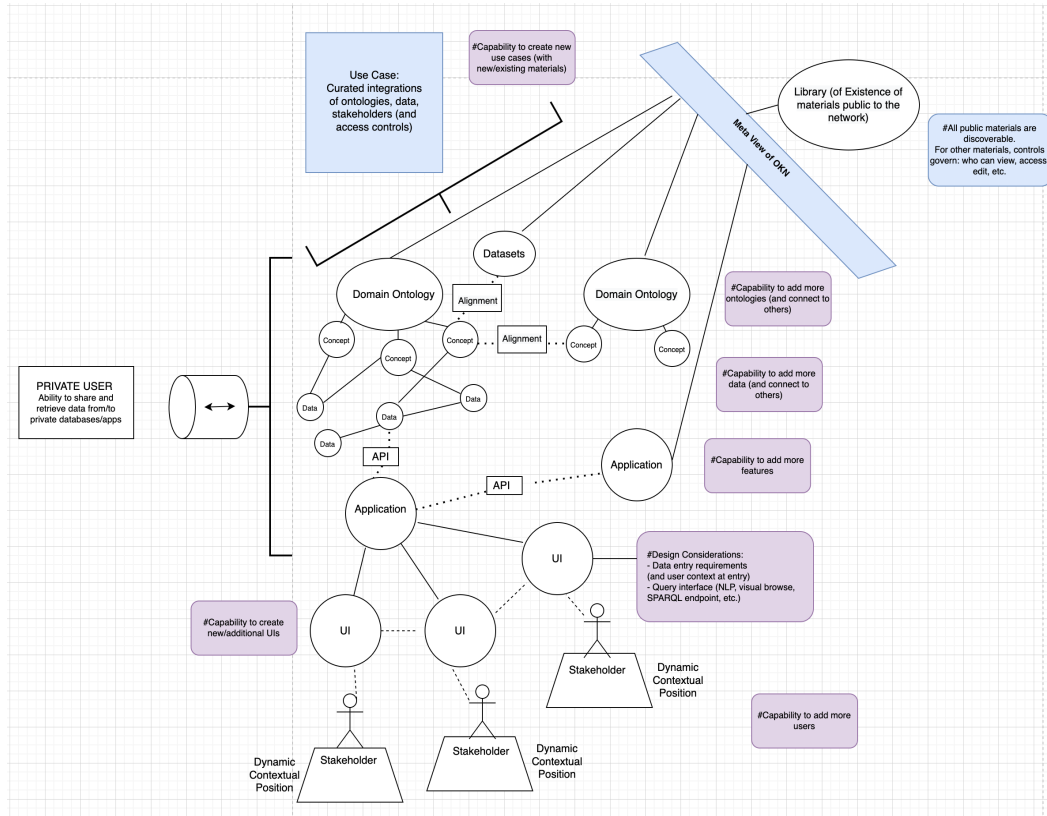 #Capability to create new
use cases (with
new/existing materials)
Use Case:
Curated integrations
of ontologies, data,
stakeholders (and
access controls)
Library (of Existence of
materials public to the
network)
Meta View of OKN
#All public materials are
discoverable.
For other materials, controls
govern: who can view, access
edit, etc.
Datasets
Domain Ontology
Alignment
Domain Ontology
#Capability to add more
ontologies (and connect to
others)
Concept
Concept
Concept
Alignment
Concept
Concept
PRIVATE USER
Ability to share and
retrieve data from/to
private databases/apps
#Capability to add more
data (and connect to
others)
Data
Data
Data
Data
API
#Capability to add more
features
Application
API
Application
UI
#Design Considerations:
- Data entry requirements
(and user context at entry)
- Query interface (NLP, visual browse,
SPARQL endpoint, etc.)
#Capability to create
new/additional UIs
UI
UI
Stakeholder
Dynamic
Contextual
Position
#Capability to add more
users
Stakeholder
Dynamic
Contextual
Position
Dynamic
Contextual
Position
Stakeholder